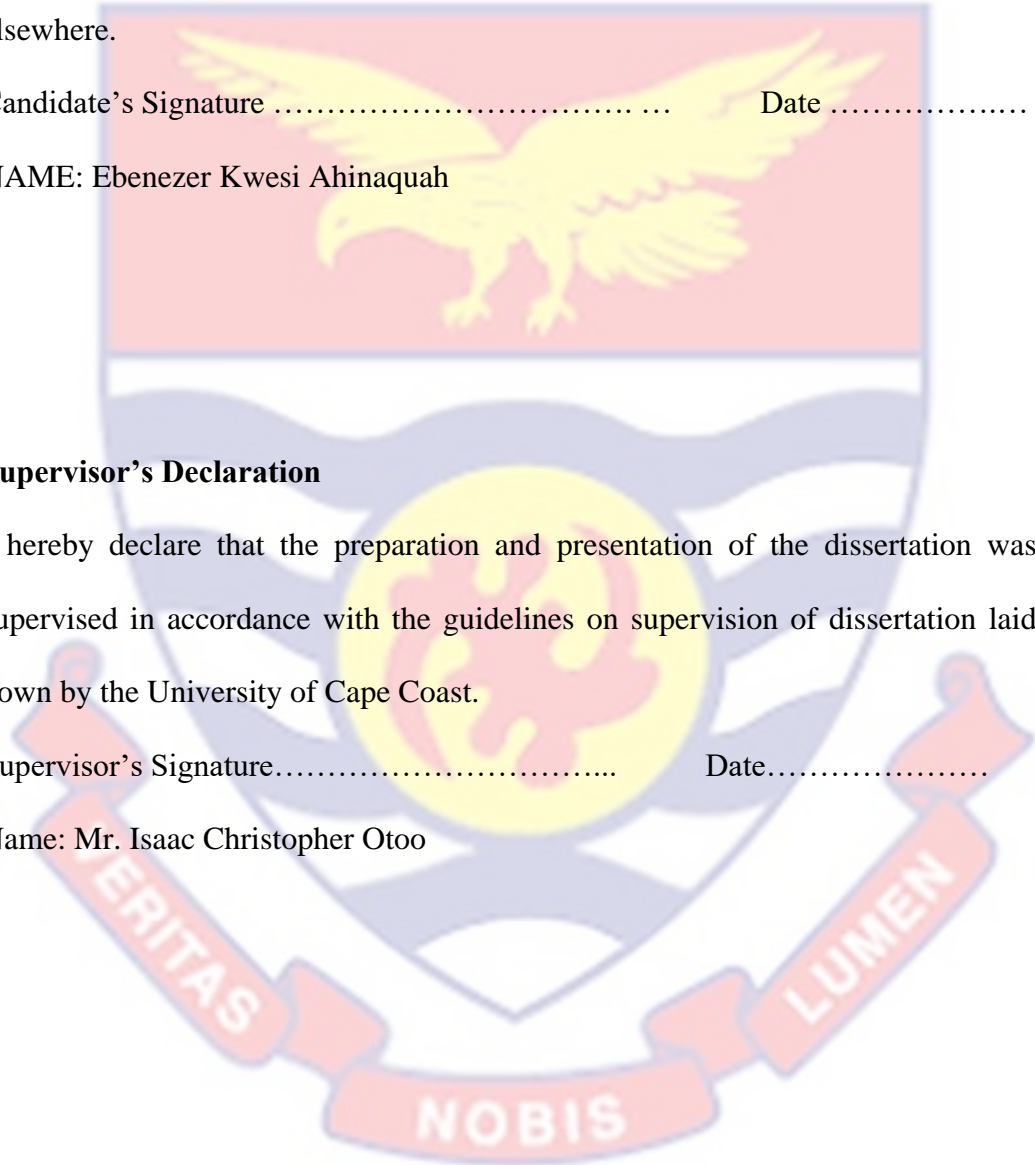 lsewhere.
Candidate's Signature …………………………….. … Date …………….…
NAME: Ebenezer Kwesi Ahinaquah
upervisor's Declaration
hereby declare that the preparation and presentation of the dissertation was
upervised in accordance with the guidelines on supervision of dissertation laid
own by the University of Cape Coast.
upervisor's Signature…………………………... Date…………………
Name: Mr. Isaac Christopher Otoo
VERITAS
NOBIS
LUMEN